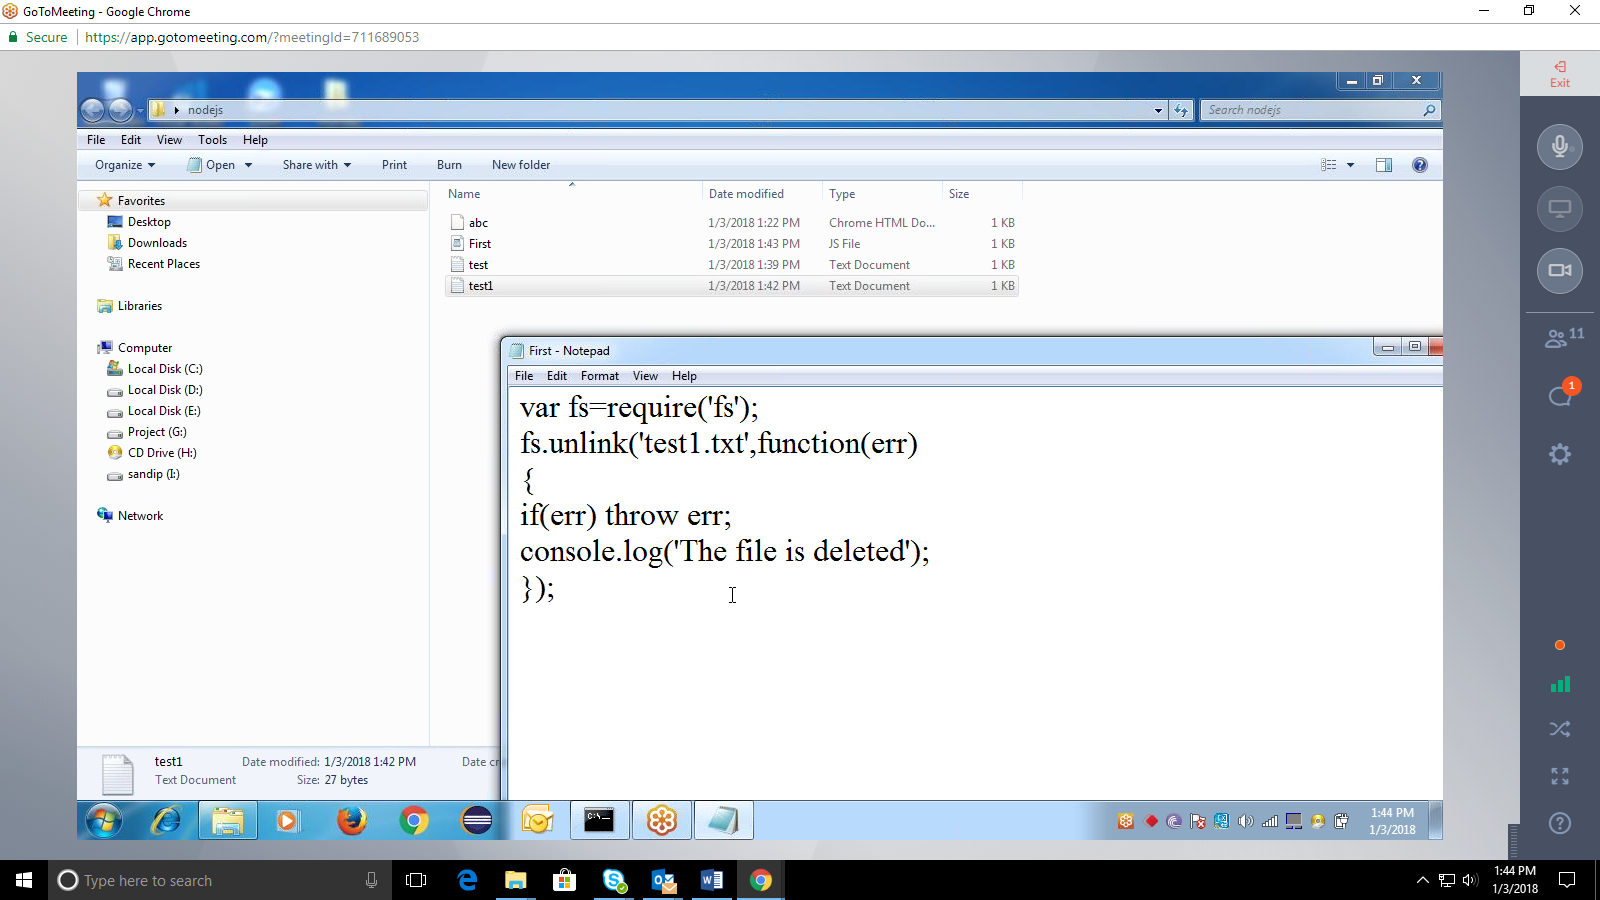 GoToMeeting - Google Chrome
Secure https://app.gotomeeting.com/?meetingId=711689053
Exit
nodejs
Search nodejs
File Edit View Tools Help
Organize Open Share with Print Burn New folder
Name Date modified Type Size
Favorites
Desktop
Downloads
Recent Places
Libraries
Computer
Local Disk (C:)
Local Disk (D:)
Local Disk (E:)
Project (G:)
CD Drive (H:)
sandip (I:)
Network
abc 1/3/2018 1:22 PM Chrome HTML Do... 1 KB
First 1/3/2018 1:43 PM JS File 1 KB
test 1/3/2018 1:39 PM Text Document 1 KB
test1 1/3/2018 1:42 PM Text Document 1 KB
First - Notepad
File Edit Format View Help
var fs=require('fs');
fs.unlink('test1.txt',function(err)
{
if(err) throw err;
console.log('The file is deleted');
});
test1 Date modified: 1/3/2018 1:42 PM Date cr
Text Document Size: 27 bytes
11
1
C:\_
1:44 PM
1/3/2018
Type here to search
1:44 PM
1/3/2018